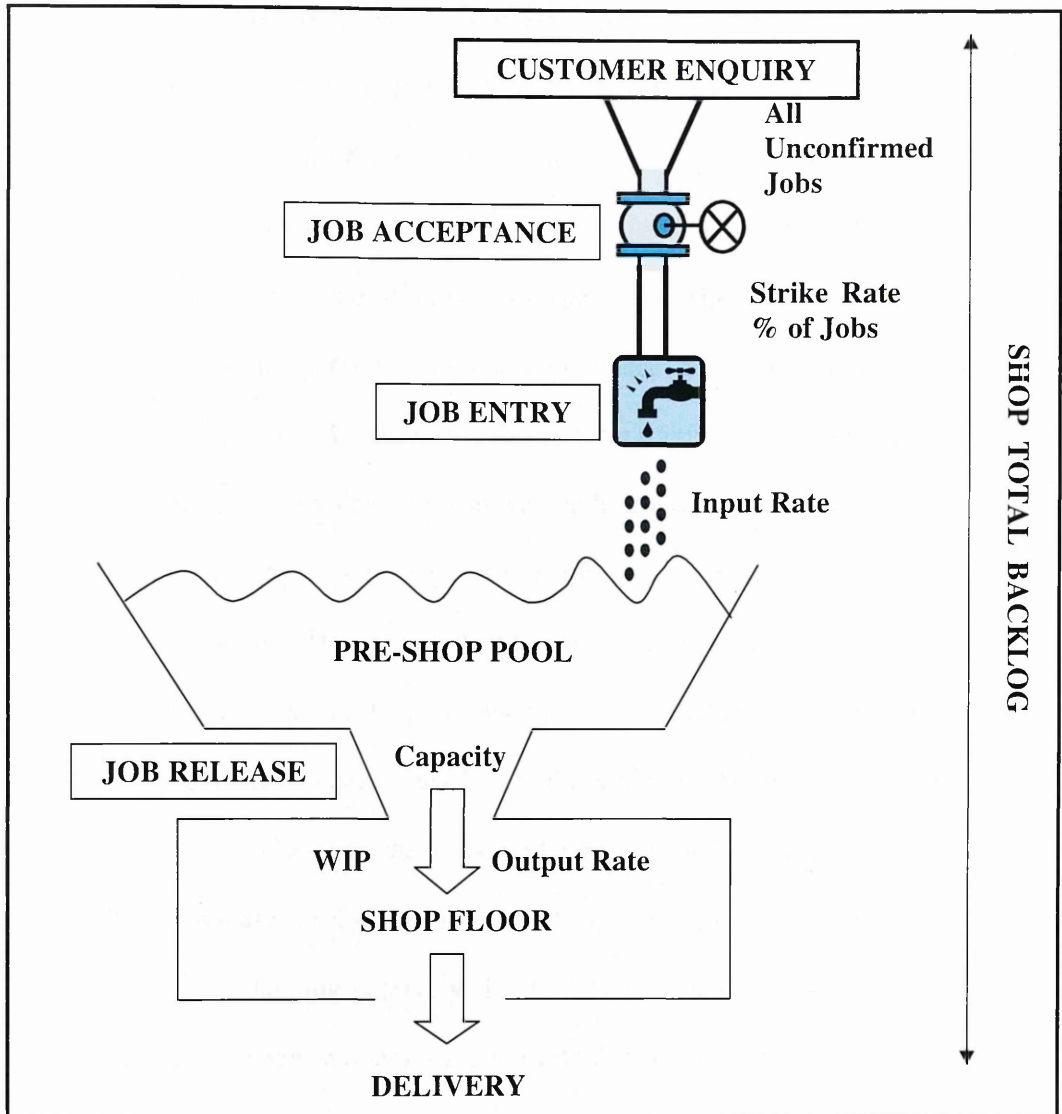 CUSTOMER ENQUIRY
All
Unconfirmed
Jobs
JOB ACCEPTANCE
Strike Rate
% of Jobs
JOB ENTRY
Input Rate
SHOP TOTAL BACKLOG
PRE-SHOP POOL
Capacity
JOB RELEASE
WIP
Output Rate
SHOP FLOOR
DELIVERY